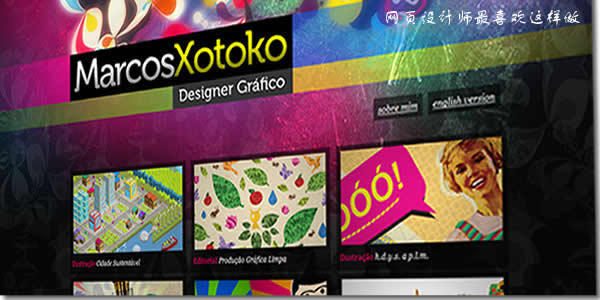 网页设计师最喜欢这样做
MarcosXotoko
Designer Gráfico
sobre mim
english version
ÓÓ!
Ilustração Cidade Sustentável
Editorial Produção Gráfica Limpa
Ilustração h.d.y.s. a p.l.m.